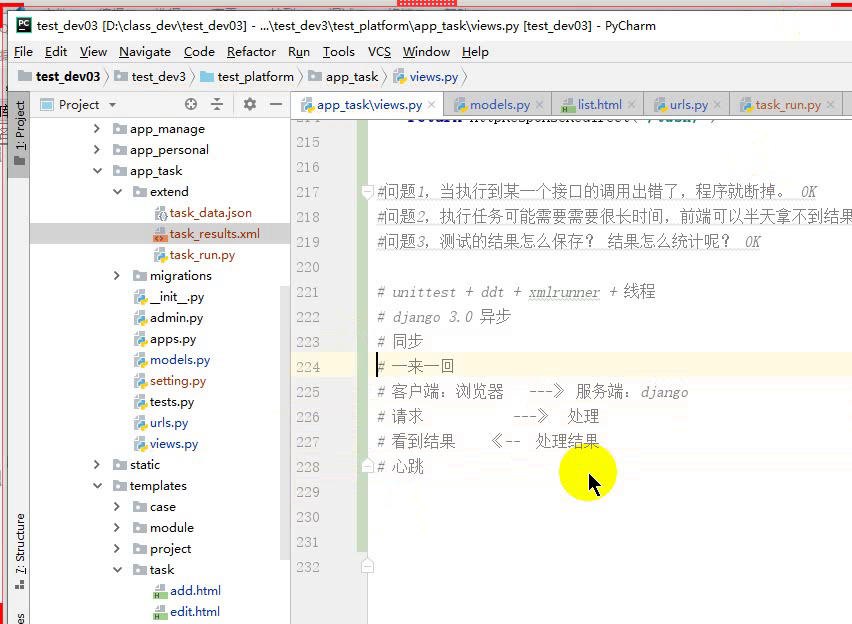 test_dev03 [D:\class_dev\test_dev03] - ...\test_dev3\test_platform\app_task\views.py [test_dev03] - PyCharm
File Edit View Navigate Code Refactor Run Tools VCS Window Help
test_dev03 test_dev3 test_platform app_task views.py
Project
app_task\views.py models.py list.html urls.py task_run.py
1: Project
7: Structure
app_manage
app_personal
app_task
extend
task_data.json
task_results.xml
task_run.py
migrations
__init__.py
admin.py
apps.py
models.py
setting.py
tests.py
urls.py
views.py
static
templates
case
module
project
task
add.html
edit.html
215
216
217 #问题1，当执行到某一个接口的调用出错了，程序就断掉。 OK
218 #问题2，执行任务可能需要需要很长时间，前端可以半天拿不到结果
219 #问题3，测试的结果怎么保存？ 结果怎么统计呢？ OK
220
221 # unittest + ddt + xmlrunner + 线程
222 # django 3.0 异步
223 # 同步
224 # 一来一回
225 # 客户端：浏览器 ---》 服务端：django
226 # 请求 ---》 处理
227 # 看到结果 《-- 处理结果
228 # 心跳
229
230
231
232